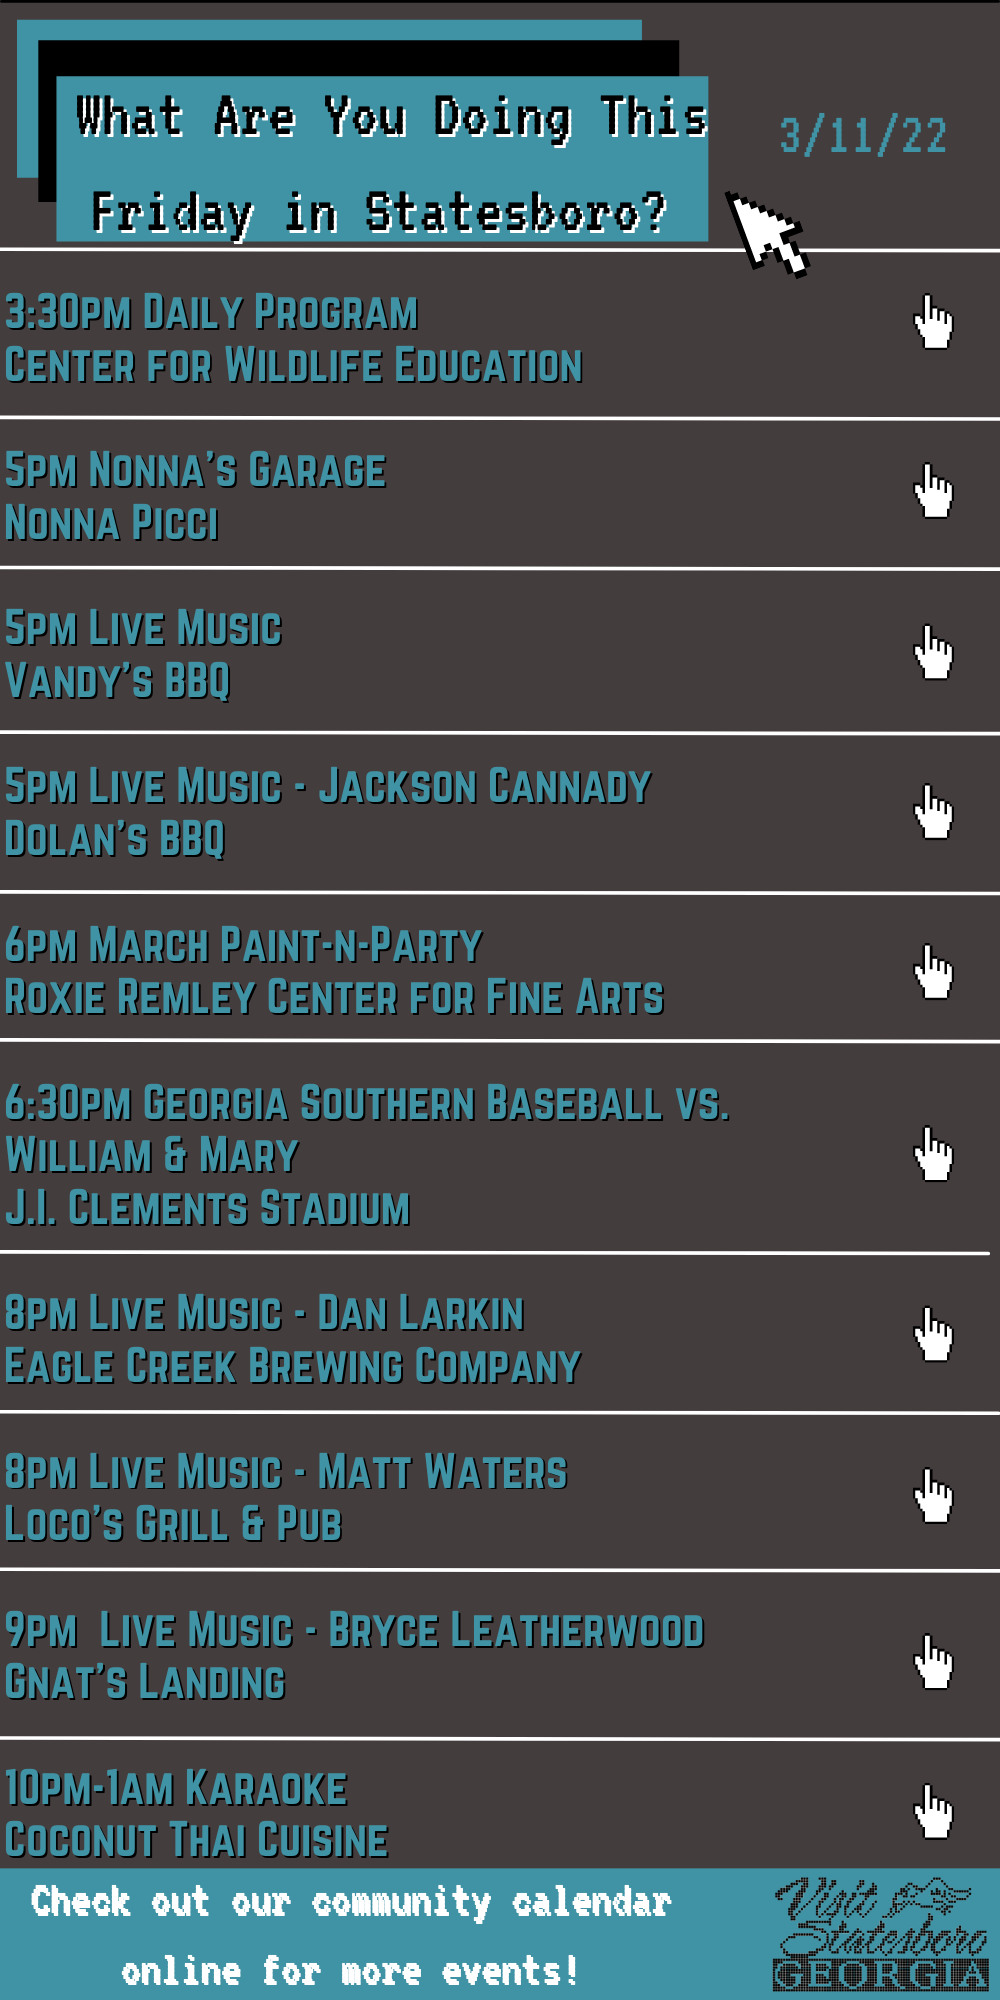 What Are You Doing This
Friday in Statesboro?
3/11/22
3:30pm Daily Program
Center for Wildlife Education
5pm Nonna's Garage
Nonna Picci
5pm Live Music
Vandy's BBQ
5pm Live Music - Jackson Cannady
Dolan's BBQ
6pm March Paint-n-Party
Roxie Remley Center for Fine Arts
6:30pm Georgia Southern Baseball vs.
William & Mary
J.I. Clements Stadium
8pm Live Music - Dan Larkin
Eagle Creek Brewing Company
8pm Live Music - Matt Waters
Loco's Grill & Pub
9pm Live Music - Bryce Leatherwood
Gnat's Landing
10pm-1am Karaoke
Coconut Thai Cuisine
Check out our community calendar
online for more events!
Visit
Statesboro
GEORGIA